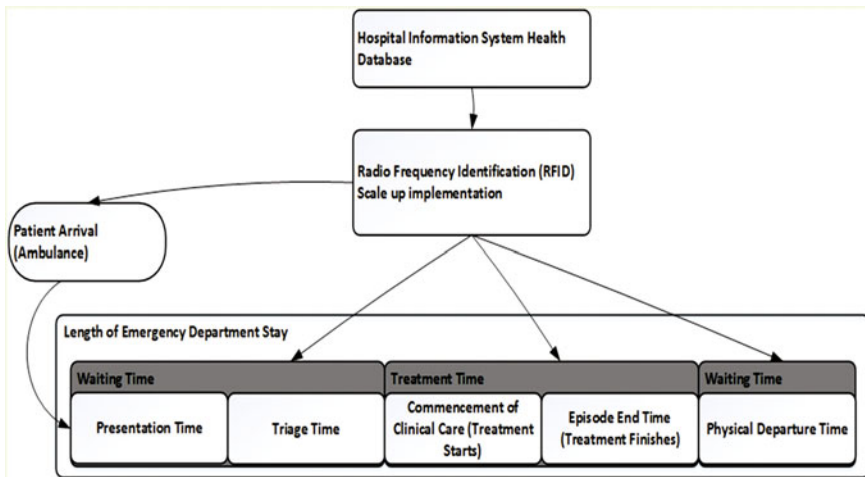 Hospital Information System Health
Database
Radio Frequency Identification (RFID)
Scale up implementation
Patient Arrival
(Ambulance)
Length of Emergency Department Stay
Waiting Time
Treatment Time
Waiting Time
Presentation Time
Triage Time
Commencement of
Clinical Care (Treatment
Starts)
Episode End Time
(Treatment Finishes)
Physical Departure Time